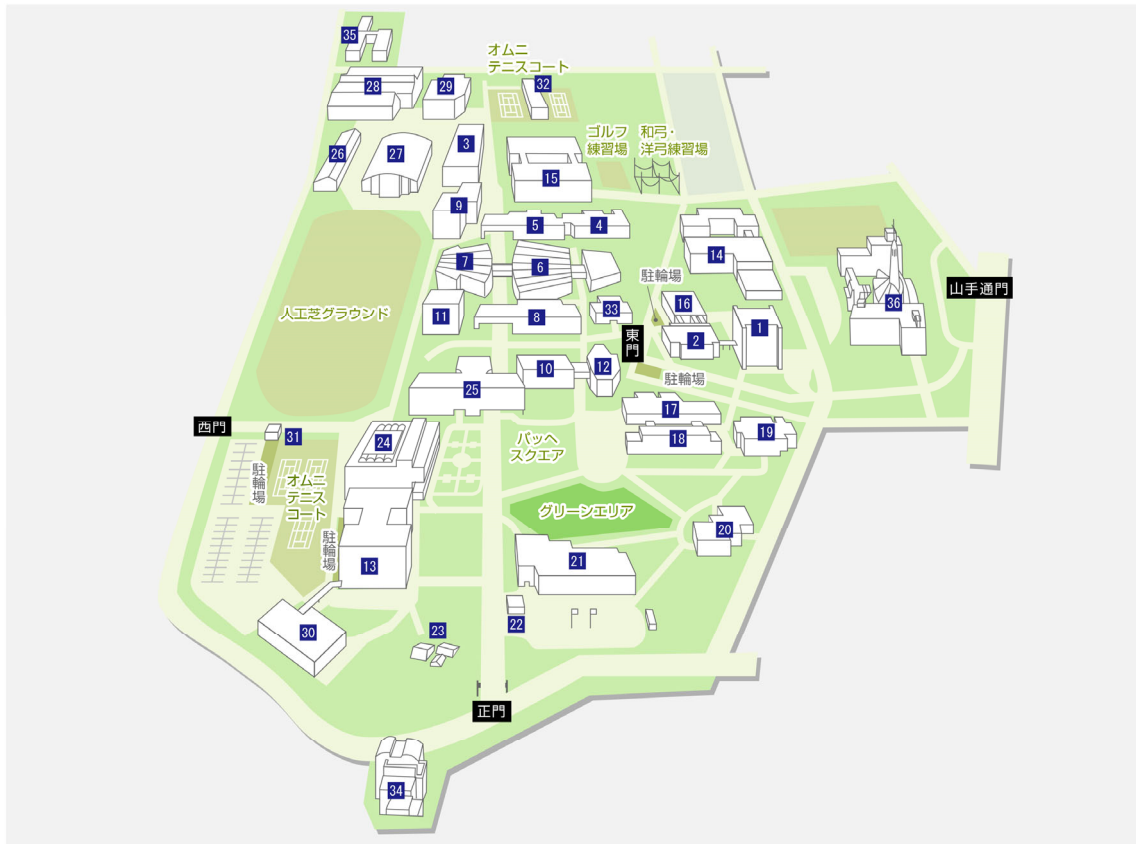 35
オムニ
テニスコート
28
29
32
ゴルフ
練習場
和弓・
洋弓練習場
3
26
27
15
9
5
4
7
6
14
駐輪場
山手通門
16
36
人工芝グラウンド
11
8
33
東門
2
1
10
12
25
駐輪場
17
西門
31
24
バッヘ
スクエア
18
19
駐輪場
オムニ
テニス
コート
グリーンエリア
20
駐輪場
13
21
22
30
23
正門
34